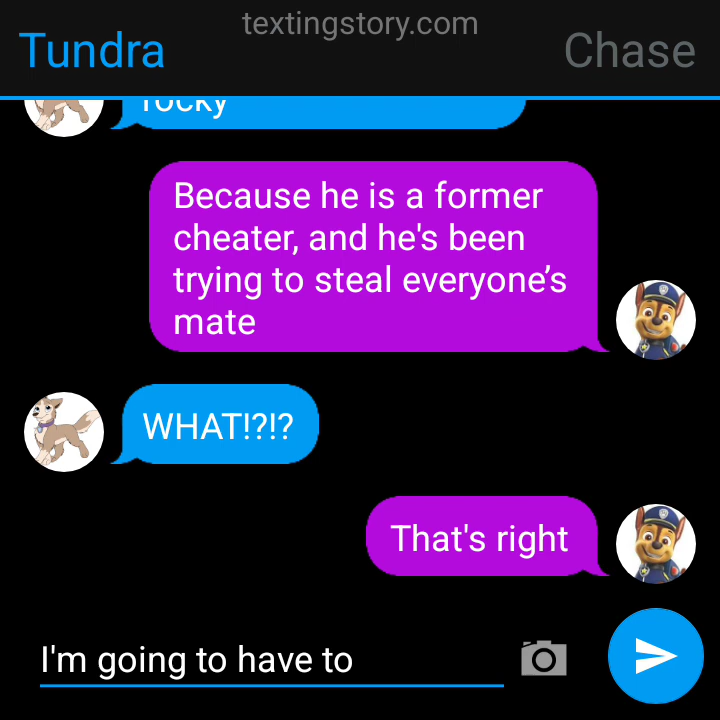 textingstory.com
Tundra
Chase
rocky
Because he is a former
cheater, and he's been
trying to steal everyone’s
mate
WHAT!?!?
That's right
I'm going to have to